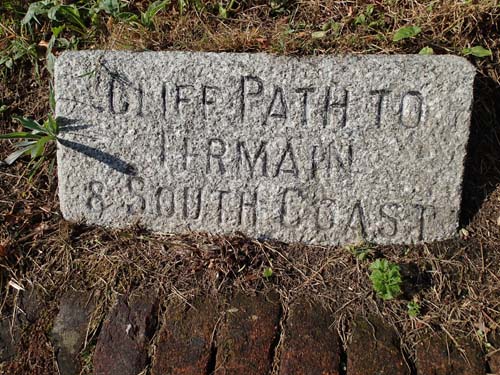 CLIFF PATH TO
JERMAIN
& SOUTH COAST